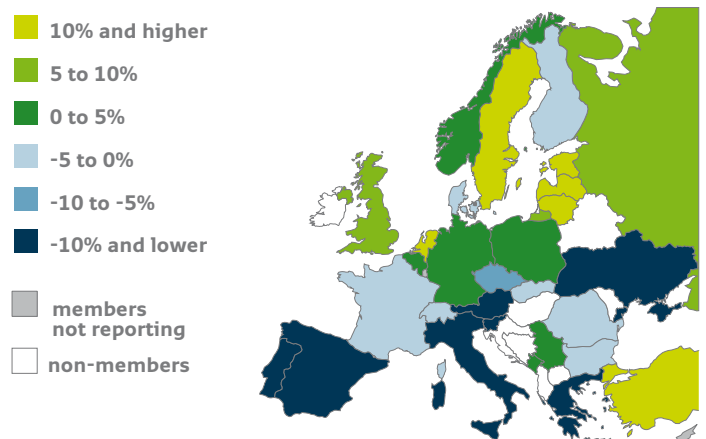 10% and higher
5 to 10%
0 to 5%
-5 to 0%
-10 to -5%
-10% and lower
members
not reporting
non-members